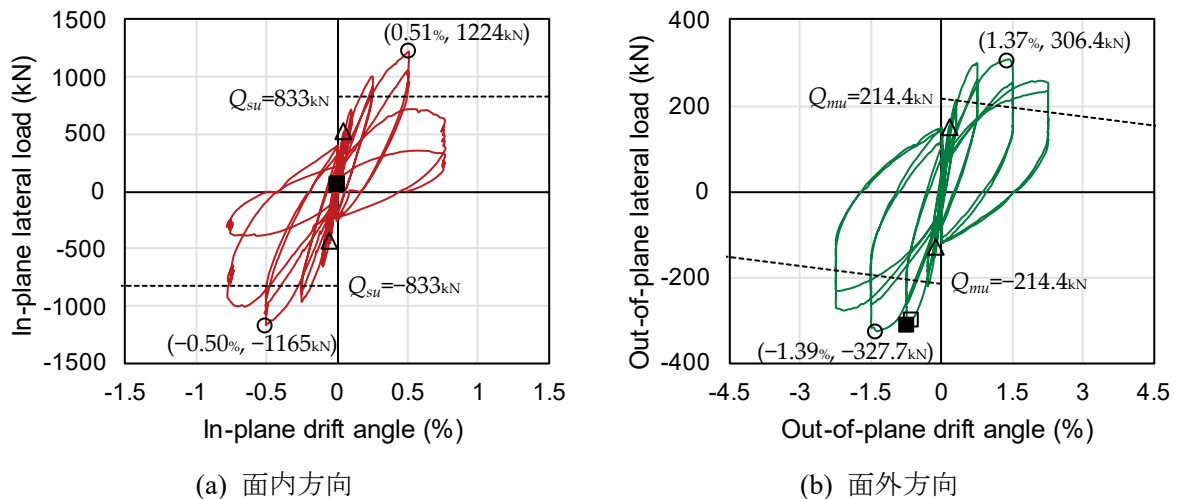 (0.51%, 1224kN)
Qsu=833kN
Qsu=−833kN
(−0.50%, −1165kN)
1500
1000
500
0
-500
-1000
-1500
-1.5 -1 -0.5 0 0.5 1 1.5
In-plane lateral load (kN)
In-plane drift angle (%)
(a) 面内方向
(1.37%, 306.4kN)
Qmu=214.4kN
Qmu=−214.4kN
(−1.39%, −327.7kN)
400
200
0
-200
-400
-4.5 -3 -1.5 0 1.5 3 4.5
Out-of-plane lateral load (kN)
Out-of-plane drift angle (%)
(b) 面外方向